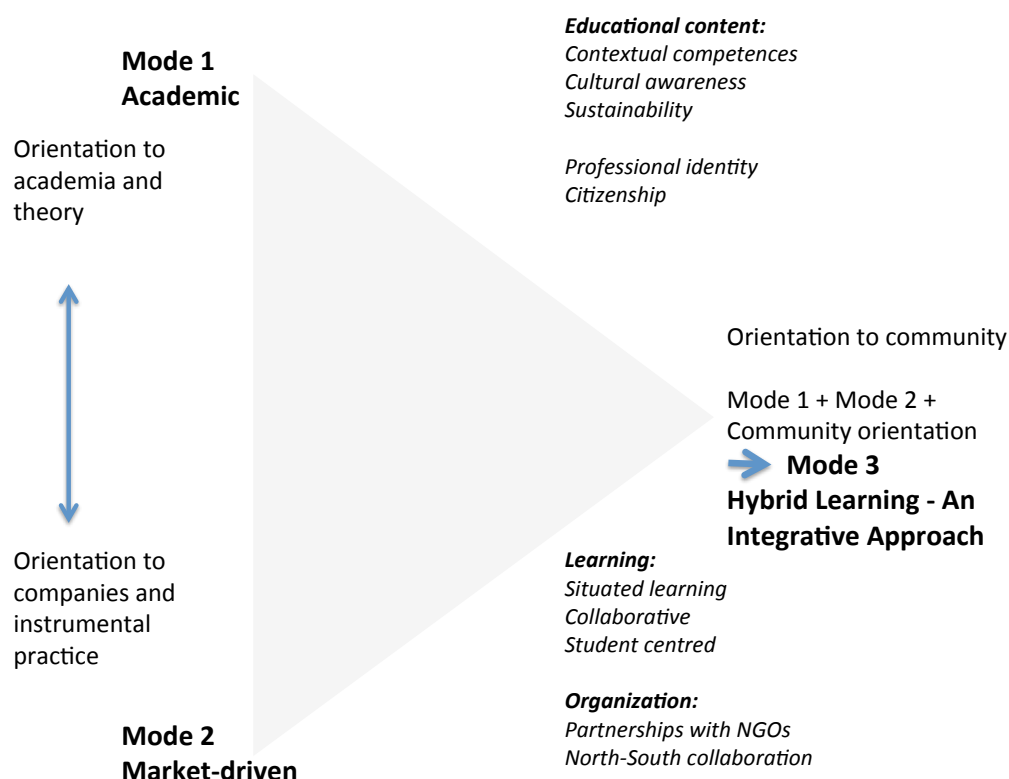 Mode 1
Academic
Orientation to
academia and
theory
Orientation to
companies and
instrumental
practice
Mode 2
Market-driven
Educational content:
Contextual competences
Cultural awareness
Sustainability
Professional identity
Citizenship
Orientation to community
Mode 1 + Mode 2 +
Community orientation
Mode 3
Hybrid Learning - An
Integrative Approach
Learning:
Situated learning
Collaborative
Student centred
Organization:
Partnerships with NGOs
North-South collaboration